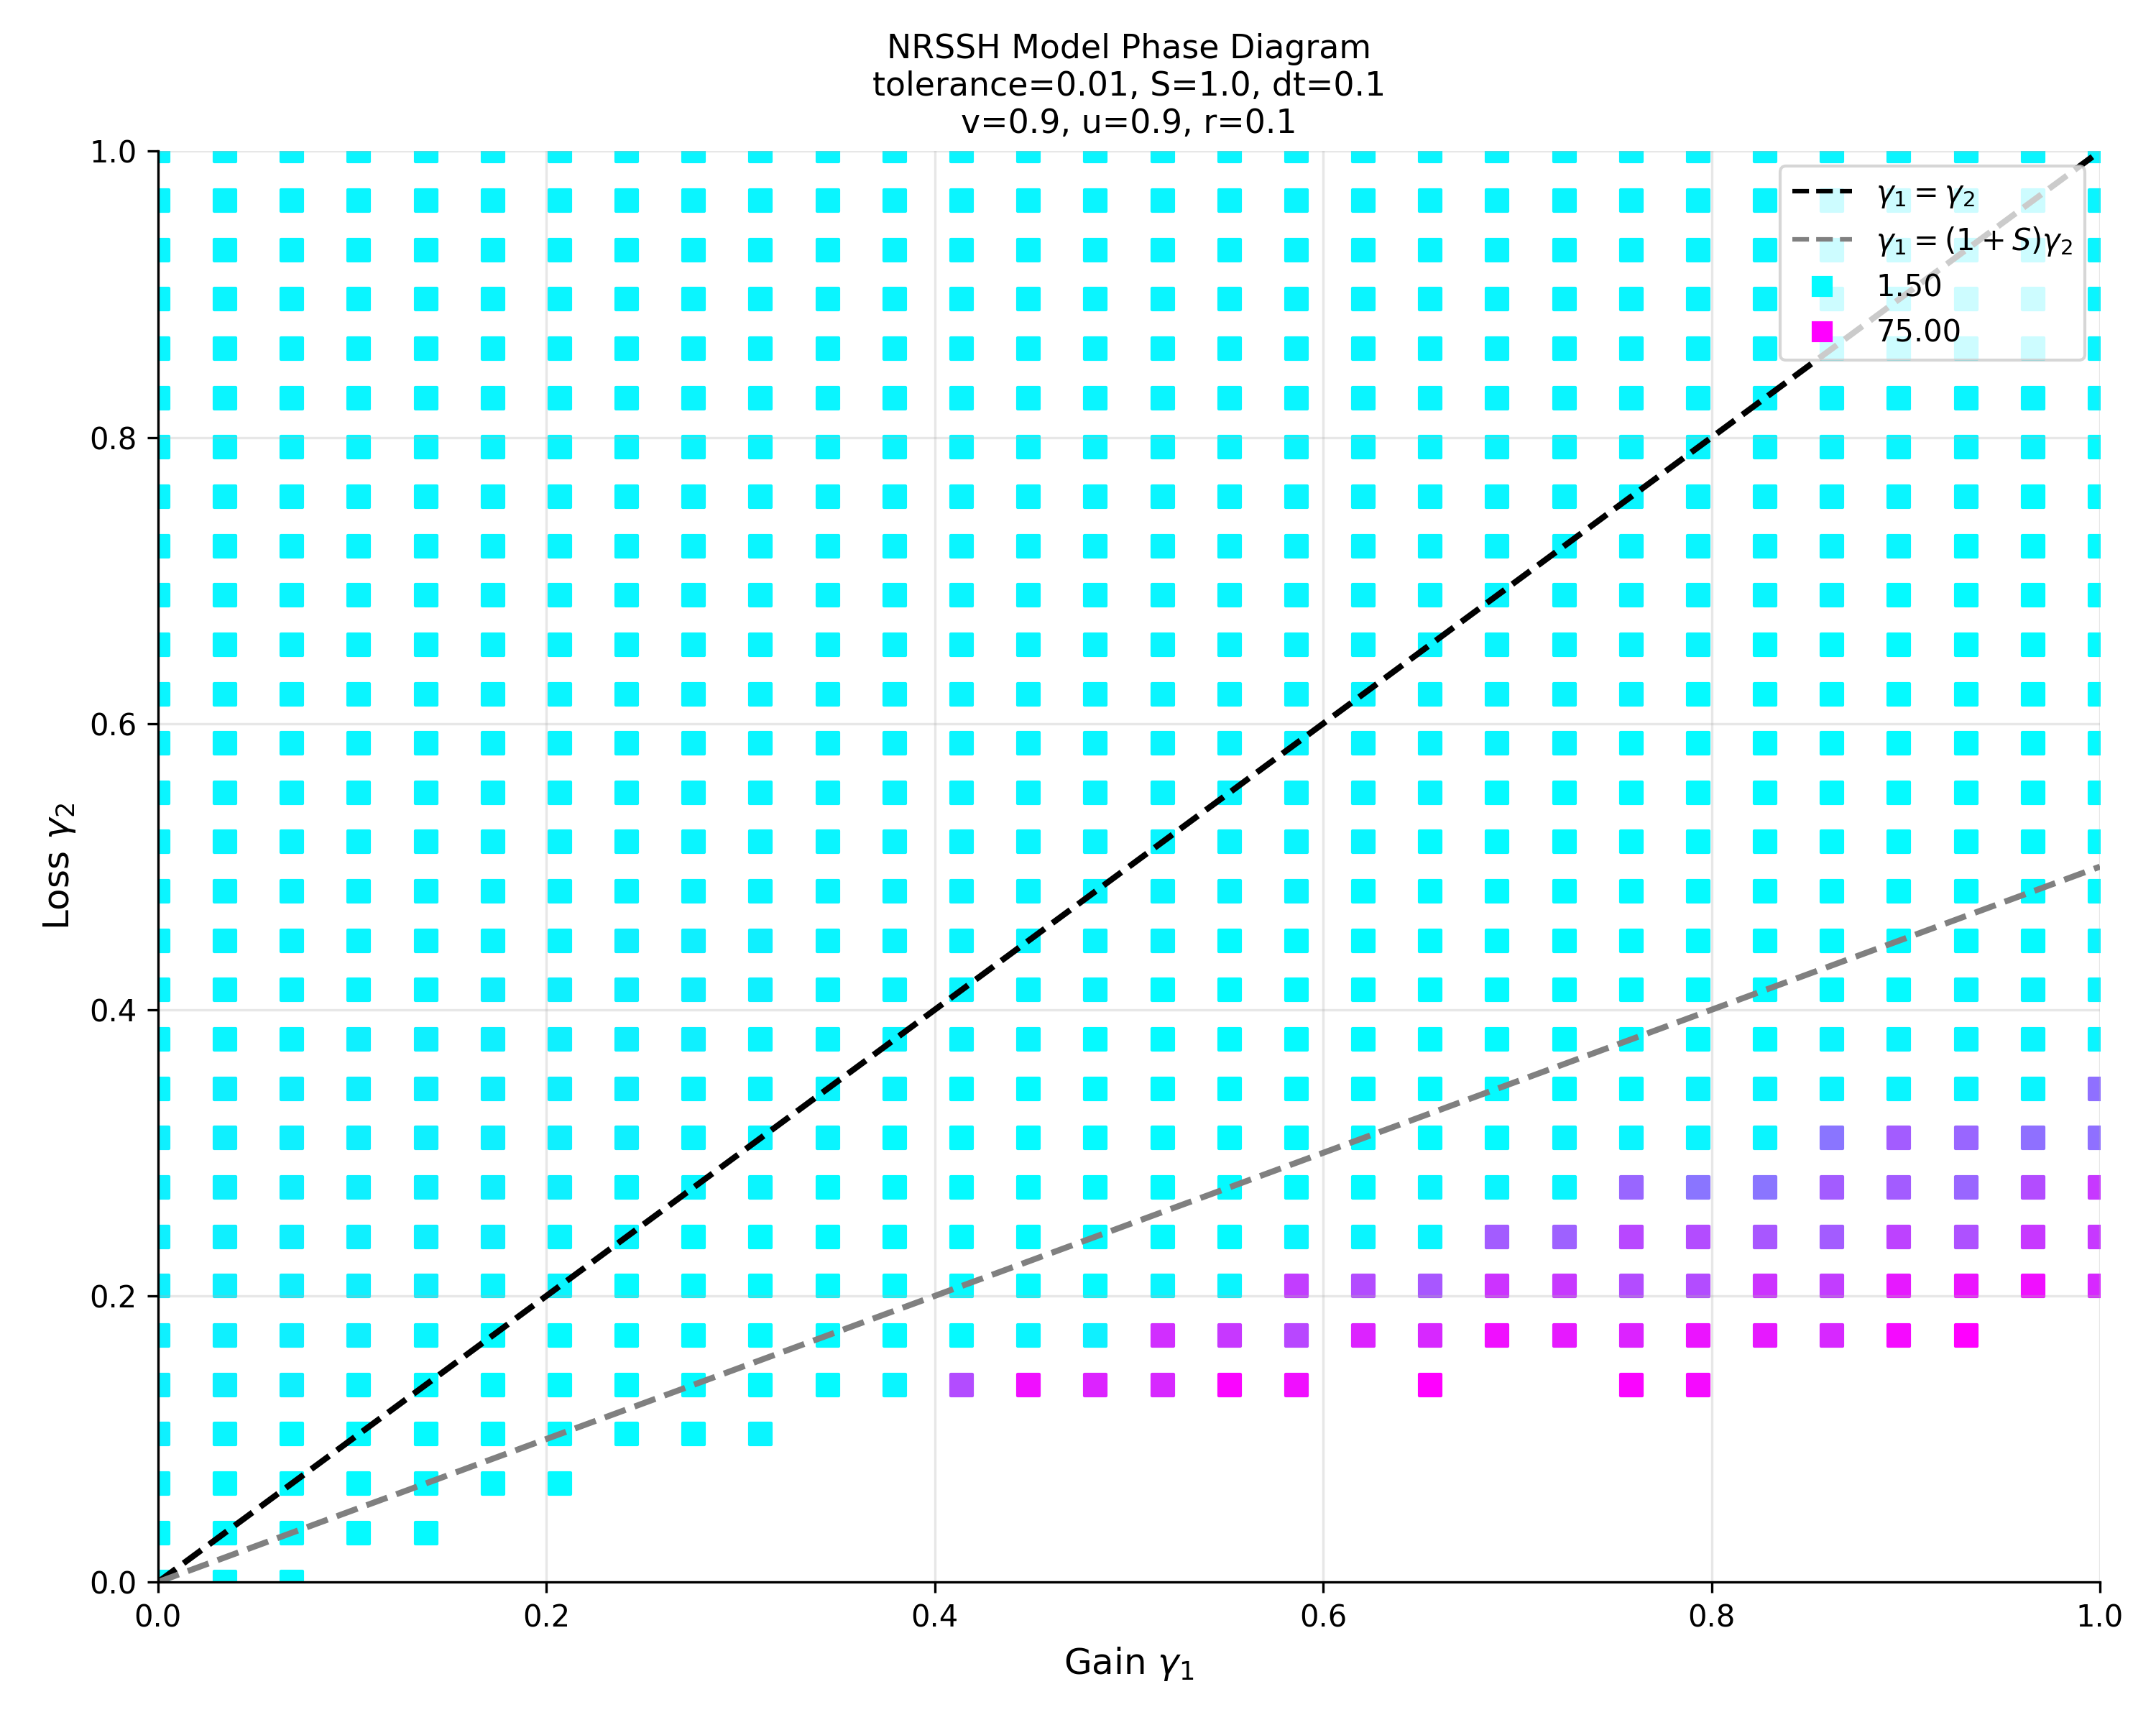 NRSSH Model Phase Diagram
tolerance=0.01, S=1.0, dt=0.1
v=0.9, u=0.9, r=0.1
γ₁ = γ₂
γ₁ = (1 + S)γ₂
1.50
75.00
1.0
0.8
0.6
0.4
0.2
0.0
Loss γ₂
0.0 0.2 0.4 0.6 0.8 1.0
Gain γ₁